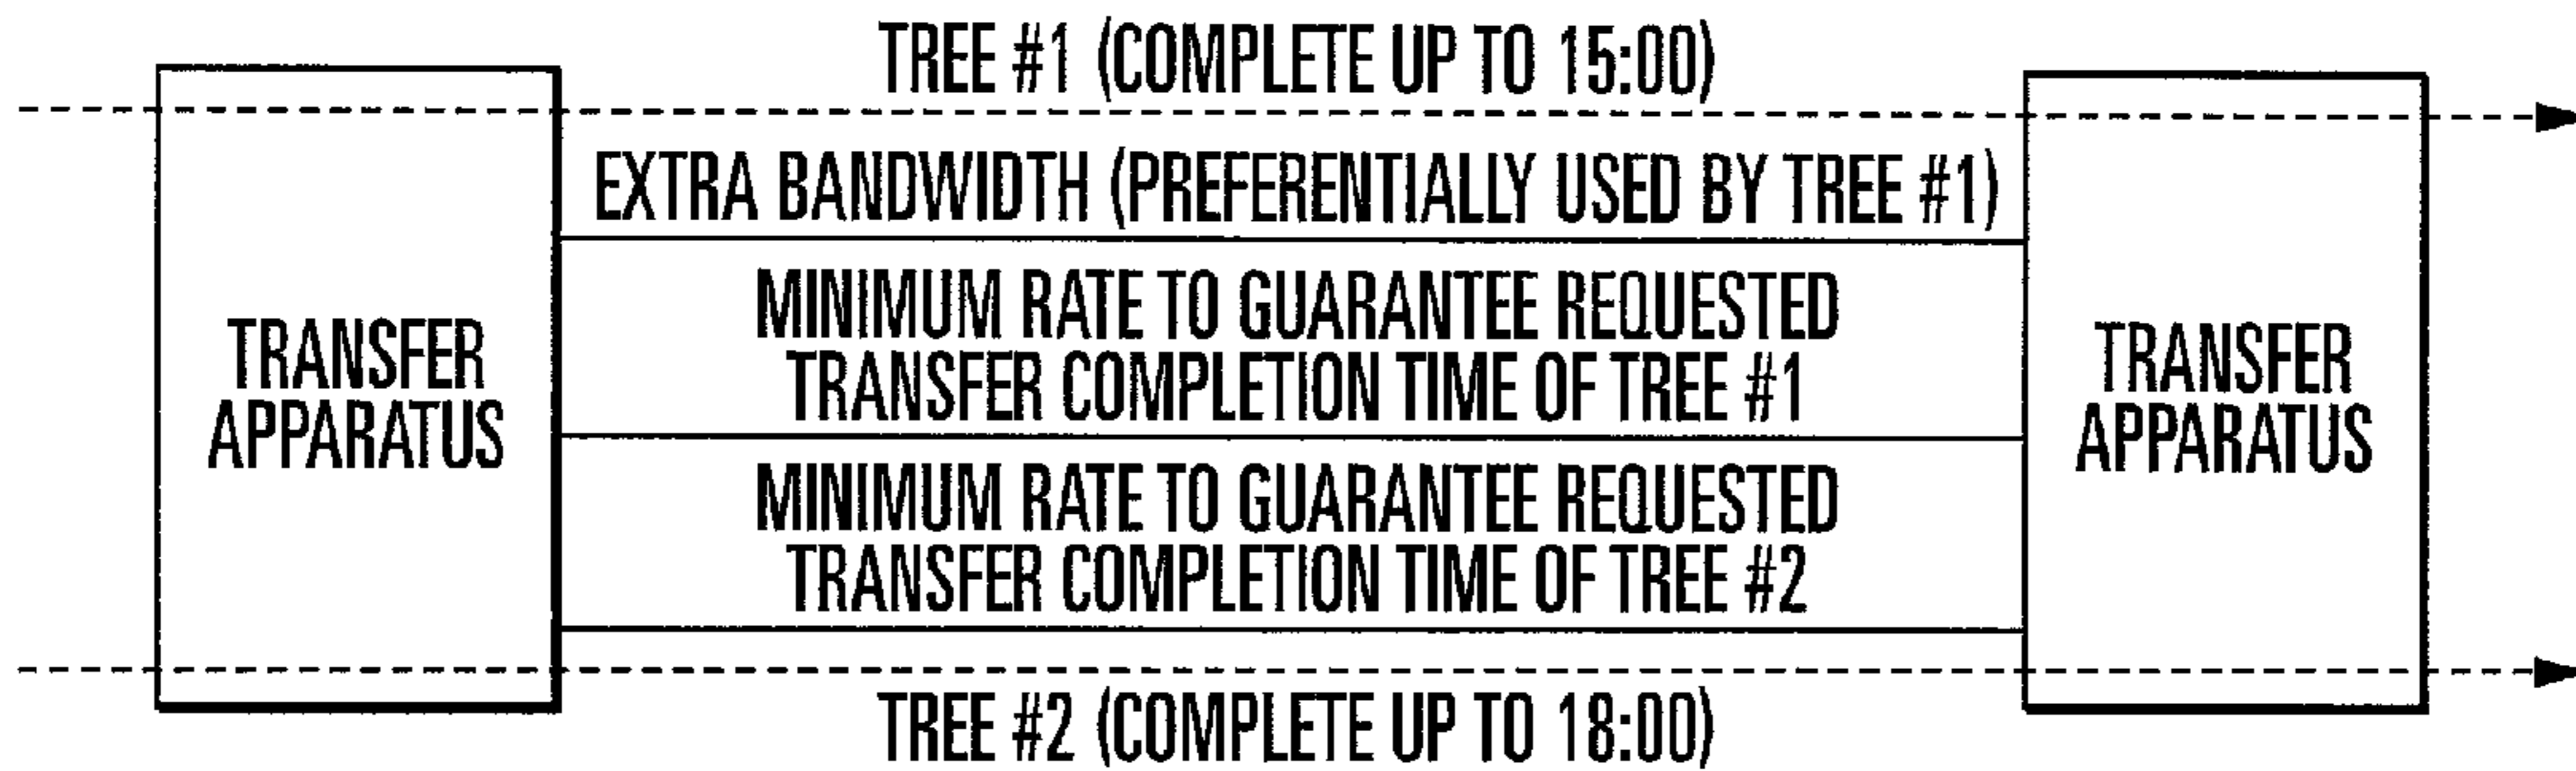 TREE #1 (COMPLETE UP TO 15:00)
EXTRA BANDWIDTH (PREFERENTIALLY USED BY TREE #1)
MINIMUM RATE TO GUARANTEE REQUESTED
TRANSFER COMPLETION TIME OF TREE #1
TRANSFER
APPARATUS
TRANSFER
APPARATUS
MINIMUM RATE TO GUARANTEE REQUESTED
TRANSFER COMPLETION TIME OF TREE #2
TREE #2 (COMPLETE UP TO 18:00)